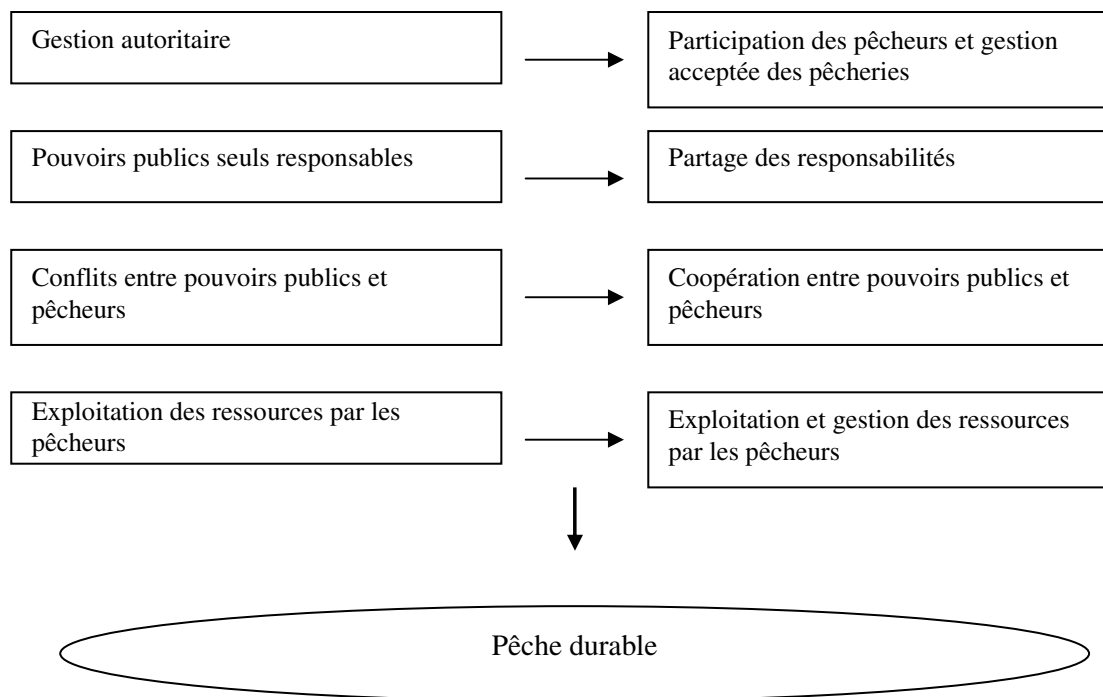 Gestion autoritaire
Participation des pêcheurs et gestion
acceptée des pêcheries
Pouvoirs publics seuls responsables
Partage des responsabilités
Conflits entre pouvoirs publics et
pêcheurs
Coopération entre pouvoirs publics et
pêcheurs
Exploitation des ressources par les
pêcheurs
Exploitation et gestion des ressources
par les pêcheurs
Pêche durable